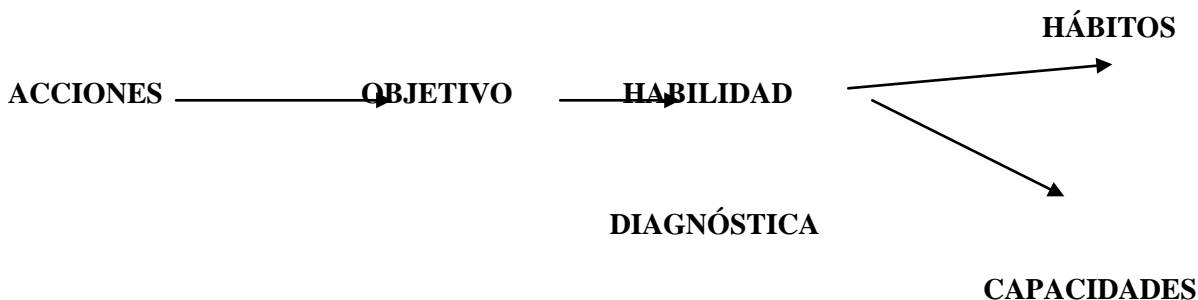 HÁBITOS
ACCIONES OBJETIVO HABILIDAD
DIAGNÓSTICA
CAPACIDADES